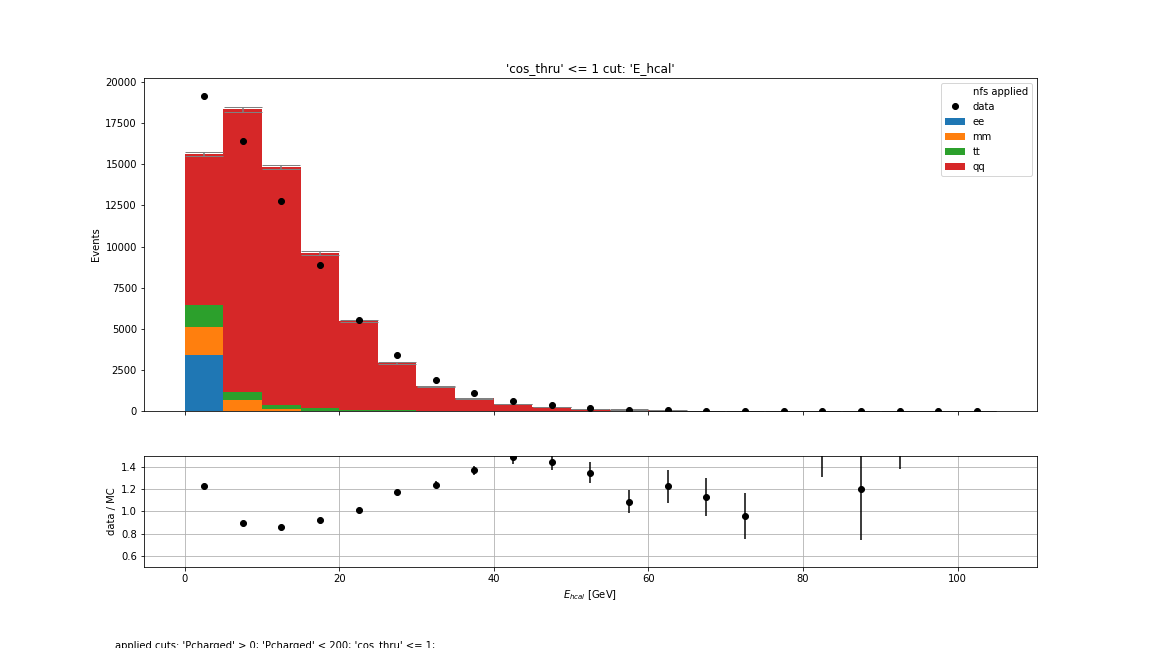 'cos_thru' <= 1 cut: 'E_hcal'
20000
17500
15000
12500
10000
7500
5000
2500
0
Events
nfs applied
data
ee
mm
tt
qq
1.4
1.2
1.0
0.8
0.6
data / MC
0 20 40 60 80 100
E_hcal [GeV]
applied cuts: 'Pcharged' > 0; 'Pcharged' < 200; 'cos_thru' <= 1;